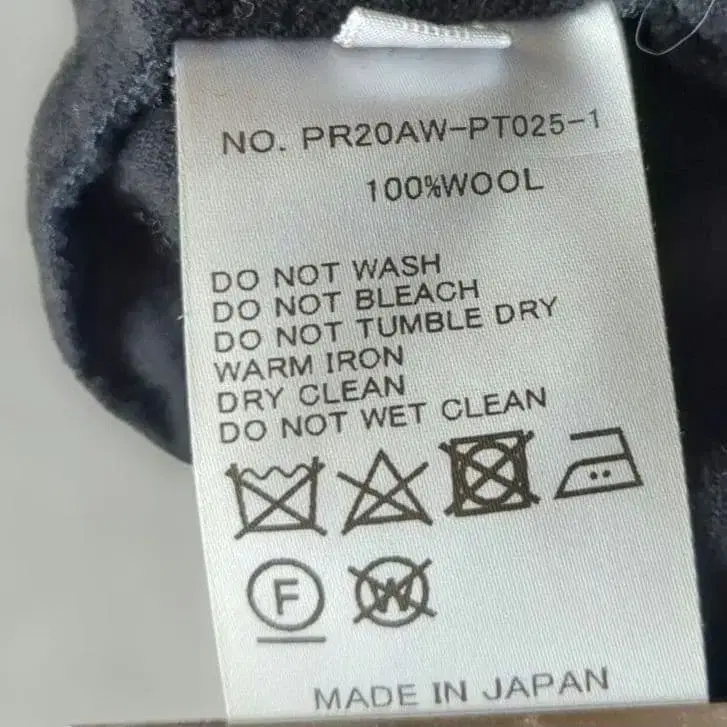 NO. PR20AW-PT025-1
100%WOOL
DO NOT WASH
DO NOT BLEACH
DO NOT TUMBLE DRY
WARM IRON
DRY CLEAN
DO NOT WET CLEAN
F W
MADE IN JAPAN